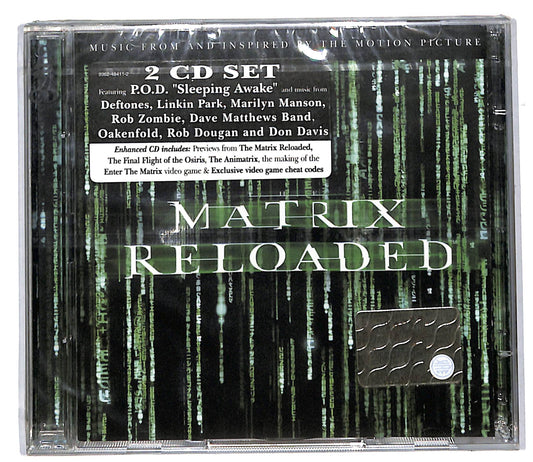 MUSIC FROM AND INSPIRED BY THE MOTION PICTURE
9362-48411-2
2 CD SET
Featuring P.O.D. "Sleeping Awake" and music from
Deftones, Linkin Park, Marilyn Manson,
Rob Zombie, Dave Matthews Band,
Oakenfold, Rob Dougan and Don Davis
Enhanced CD includes: Previews from The Matrix Reloaded,
The Final Flight of the Osiris, The Animatrix, the making of the
Enter The Matrix video game & Exclusive video game cheat codes
MATRIX
RELOADED